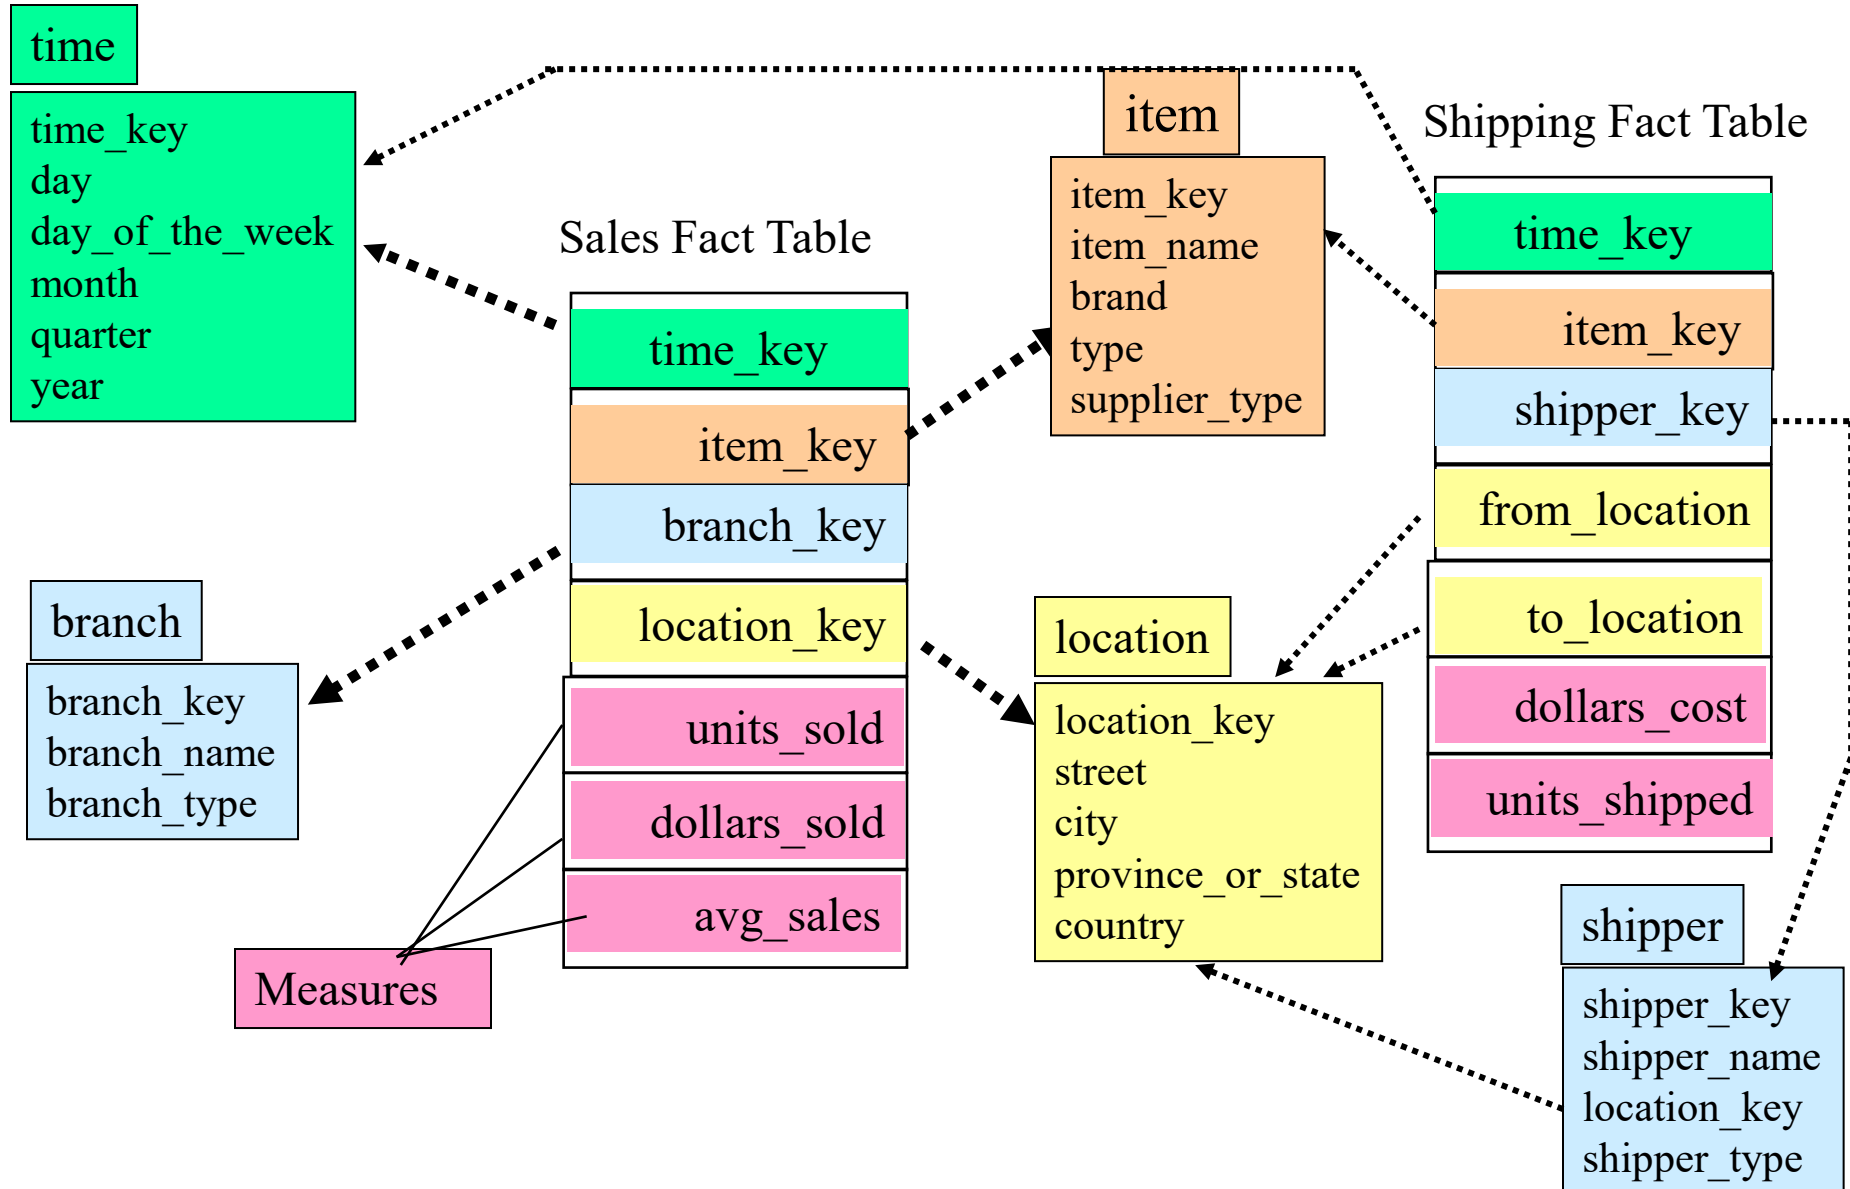 time
time_key
day
day_of_the_week
month
quarter
year
Sales Fact Table
time_key
item_key
branch_key
location_key
units_sold
dollars_sold
avg_sales
branch
branch_key
branch_name
branch_type
Measures
item
item_key
item_name
brand
type
supplier_type
location
location_key
street
city
province_or_state
country
Shipping Fact Table
time_key
item_key
shipper_key
from_location
to_location
dollars_cost
units_shipped
shipper
shipper_key
shipper_name
location_key
shipper_type